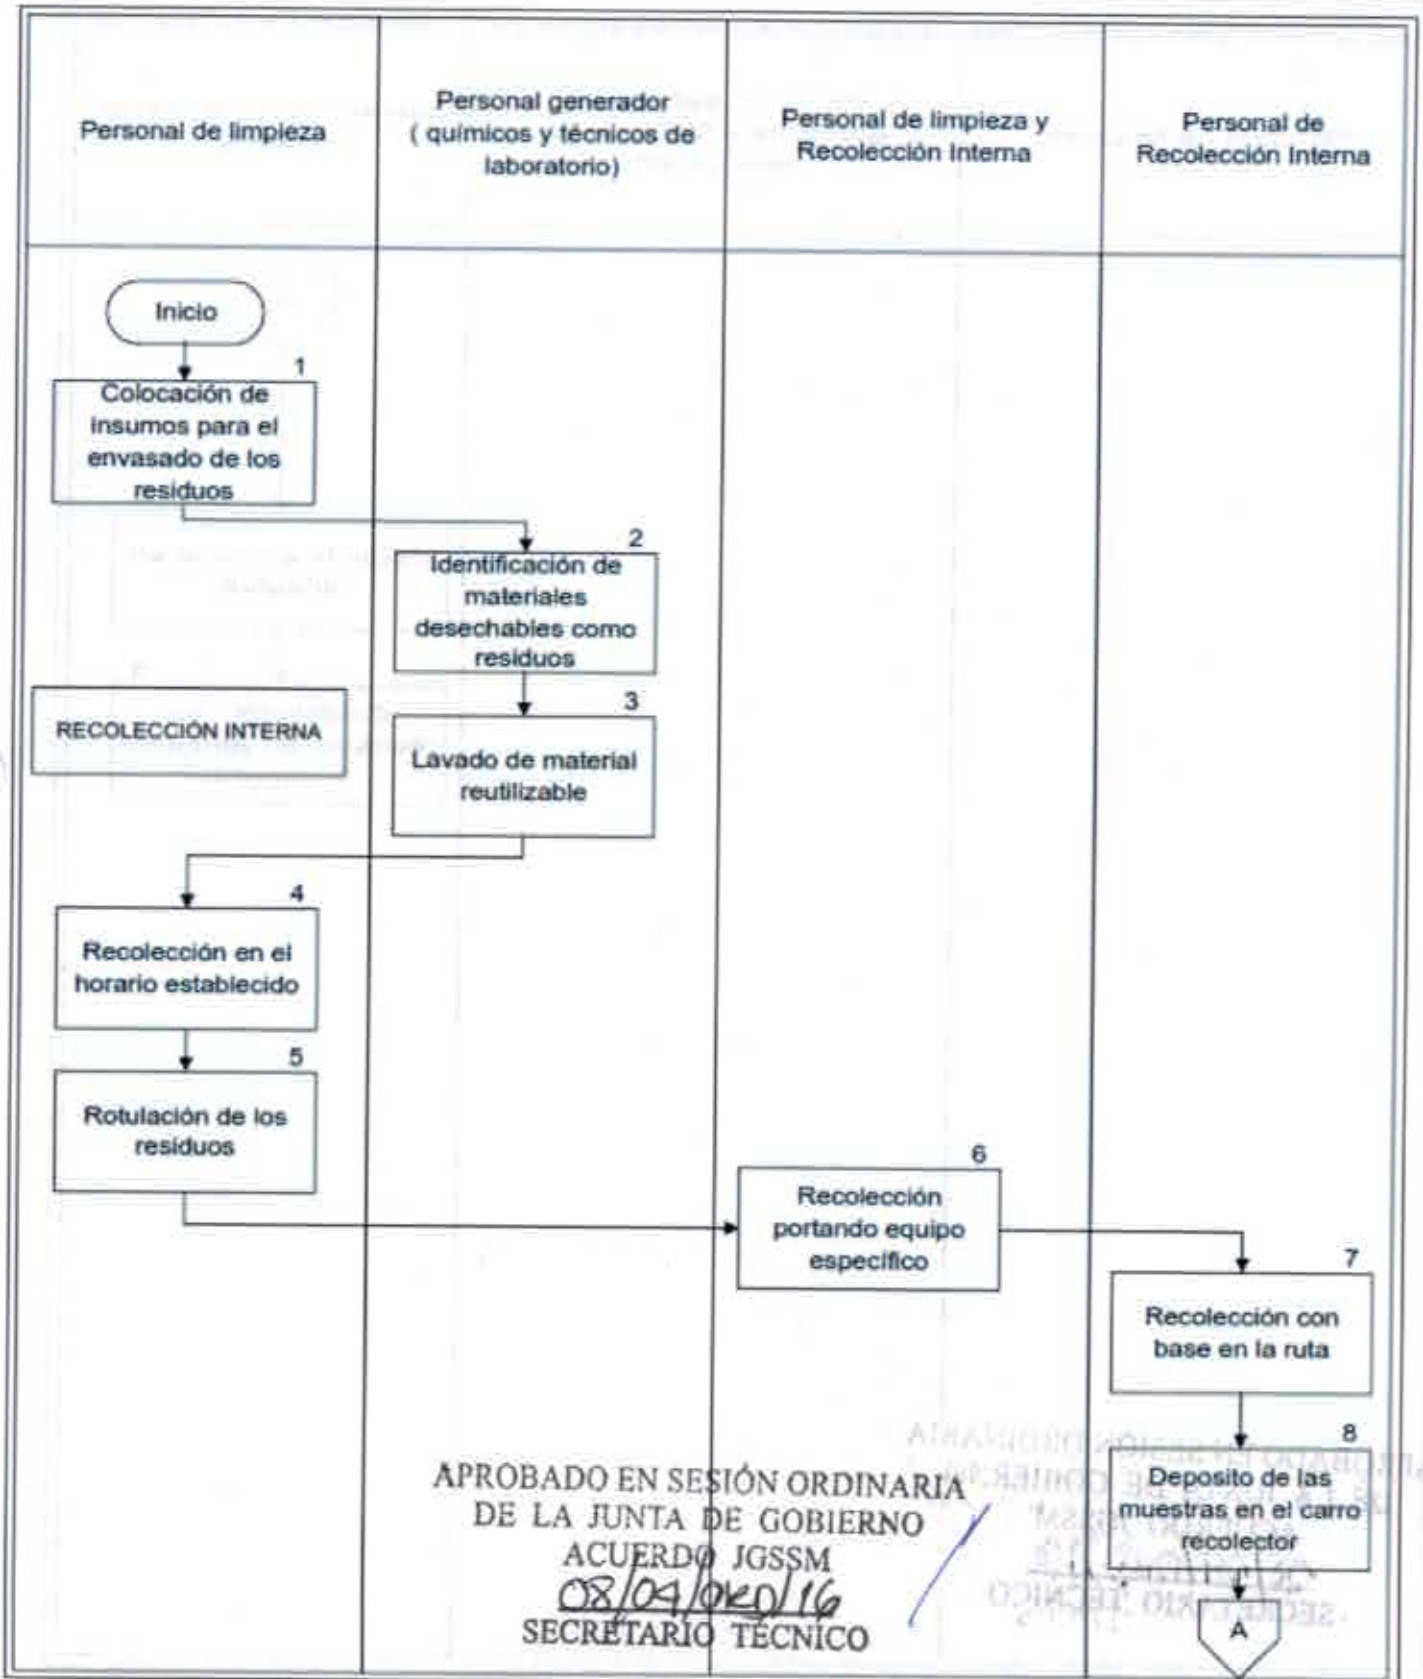 Personal de limpieza
Personal generador
( químicos y técnicos de
laboratorio)
Personal de limpieza y
Recolección Interna
Personal de
Recolección Interna
Inicio
1
Colocación de
insumos para el
envasado de los
residuos
2
Identificación de
materiales
desechables como
residuos
RECOLECCIÓN INTERNA
3
Lavado de material
reutilizable
4
Recolección en el
horario establecido
5
Rotulación de los
residuos
6
Recolección
portando equipo
específico
7
Recolección con
base en la ruta
8
Deposito de las
muestras en el carro
recolector
A
APROBADO EN SESIÓN ORDINARIA
DE LA JUNTA DE GOBIERNO
ACUERDO JGSSM
08/04/ORD/16
SECRETARIO TÉCNICO